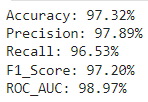 Accuracy: 97.32%
Precision: 97.89%
Recall: 96.53%
F1_Score: 97.20%
ROC_AUC: 98.97%